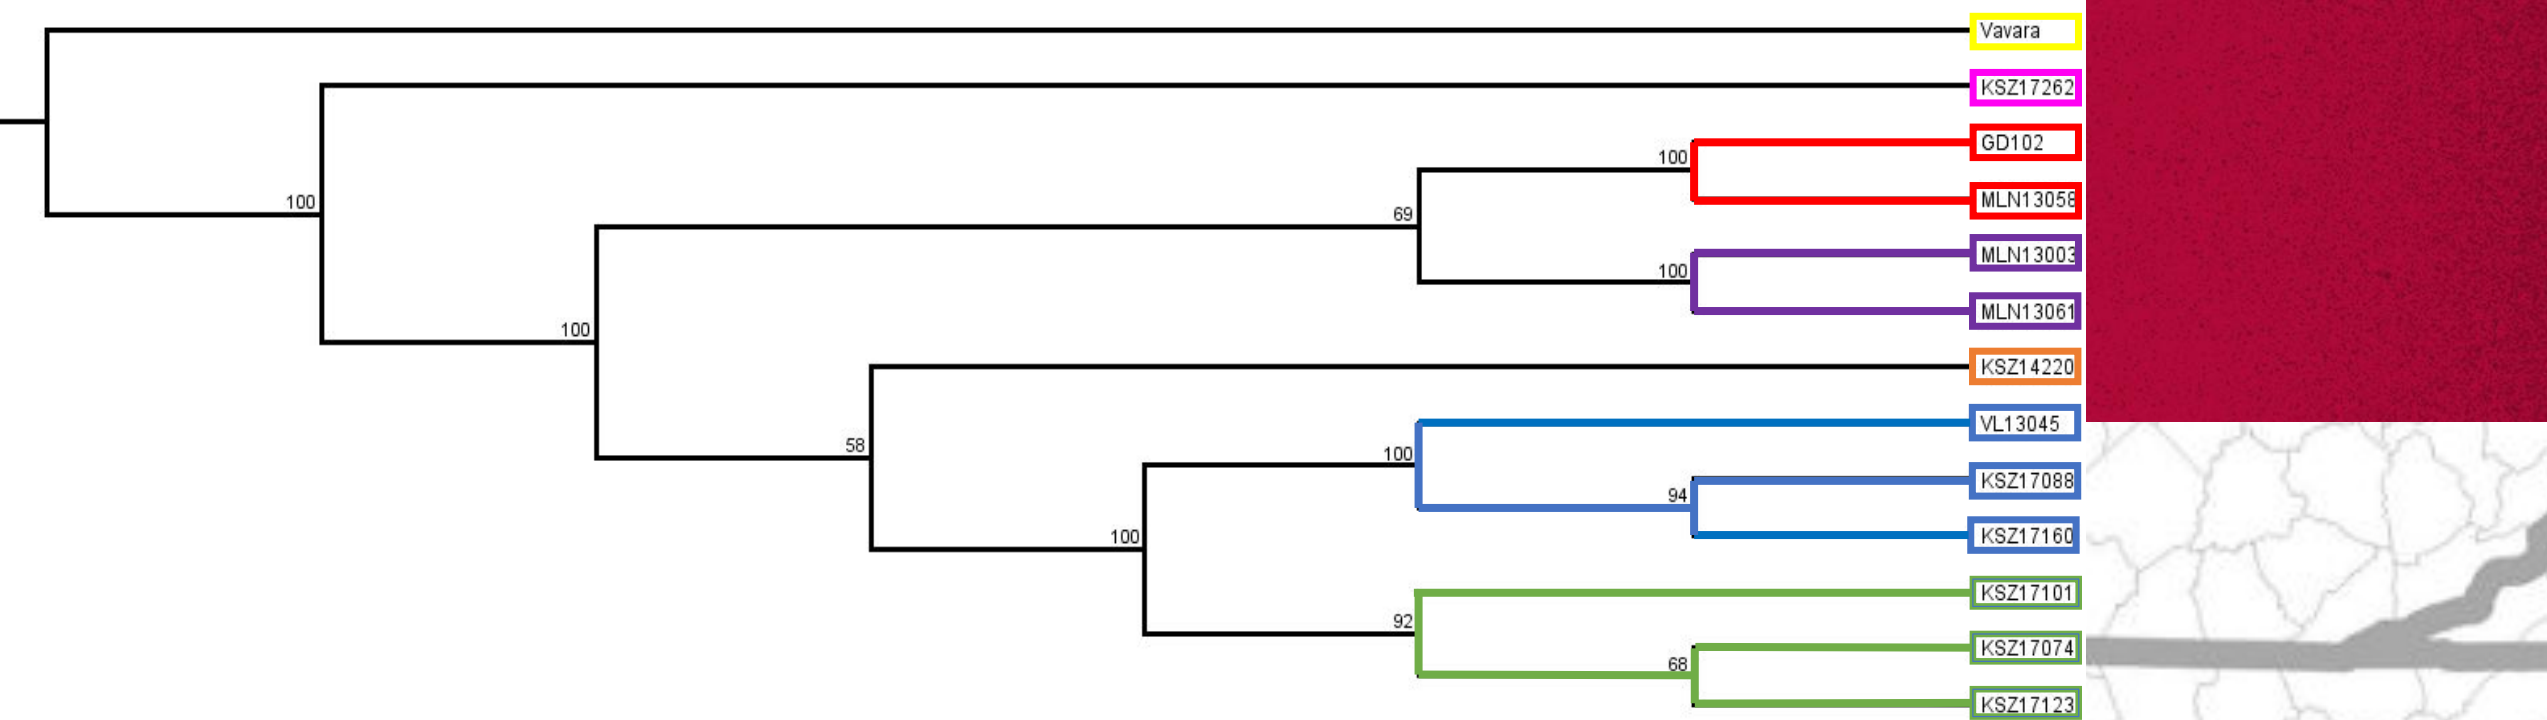 Vavara
KSZ17262
GD102
100
MLN13058
100
69
MLN13003
100
MLN13061
100
KSZ14220
VL13045
58
100
KSZ17088
94
KSZ17160
100
KSZ17101
92
KSZ17074
68
KSZ17123